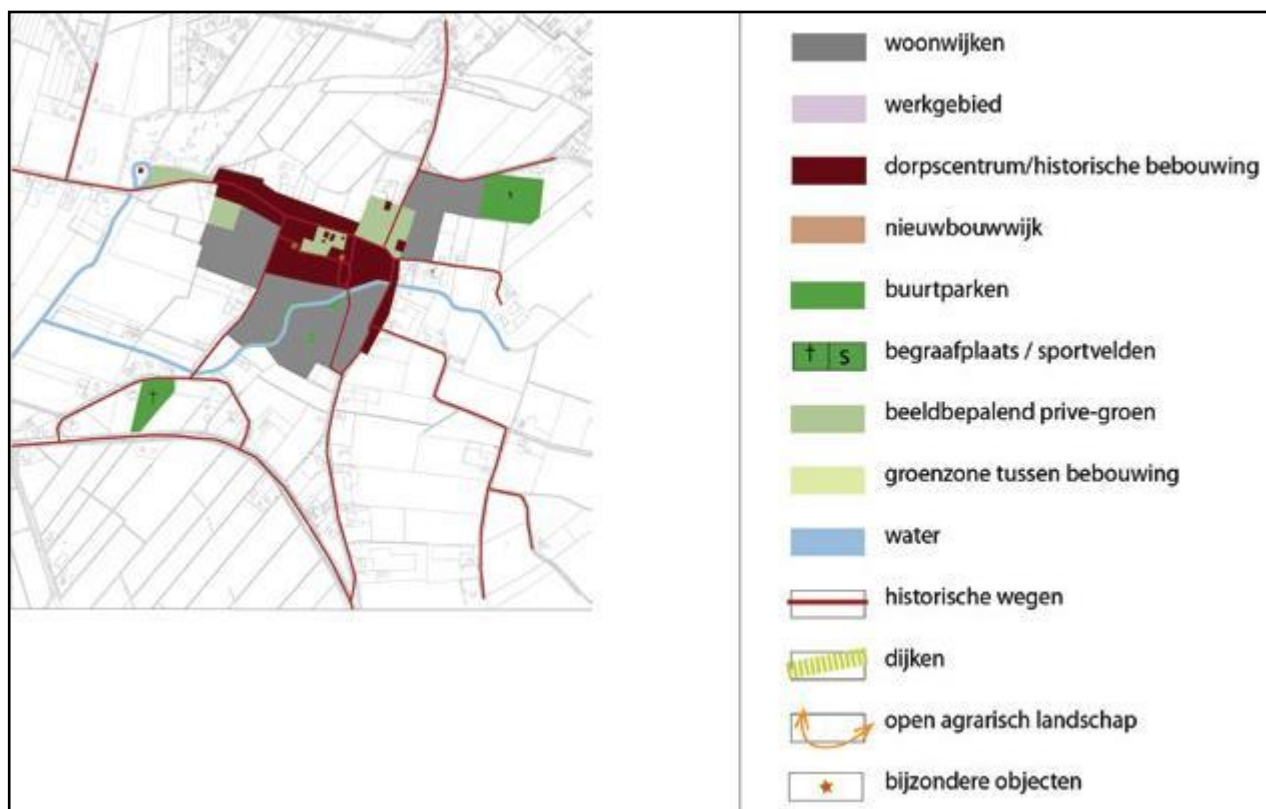 woonwijken
werkgebied
dorpscentrum/historische bebouwing
nieuwbouwwijk
buurtparken
† S
begraafplaats / sportvelden
beeldbepalend prive-groen
groenzone tussen bebouwing
water
historische wegen
dijken
open agrarisch landschap
bijzondere objecten